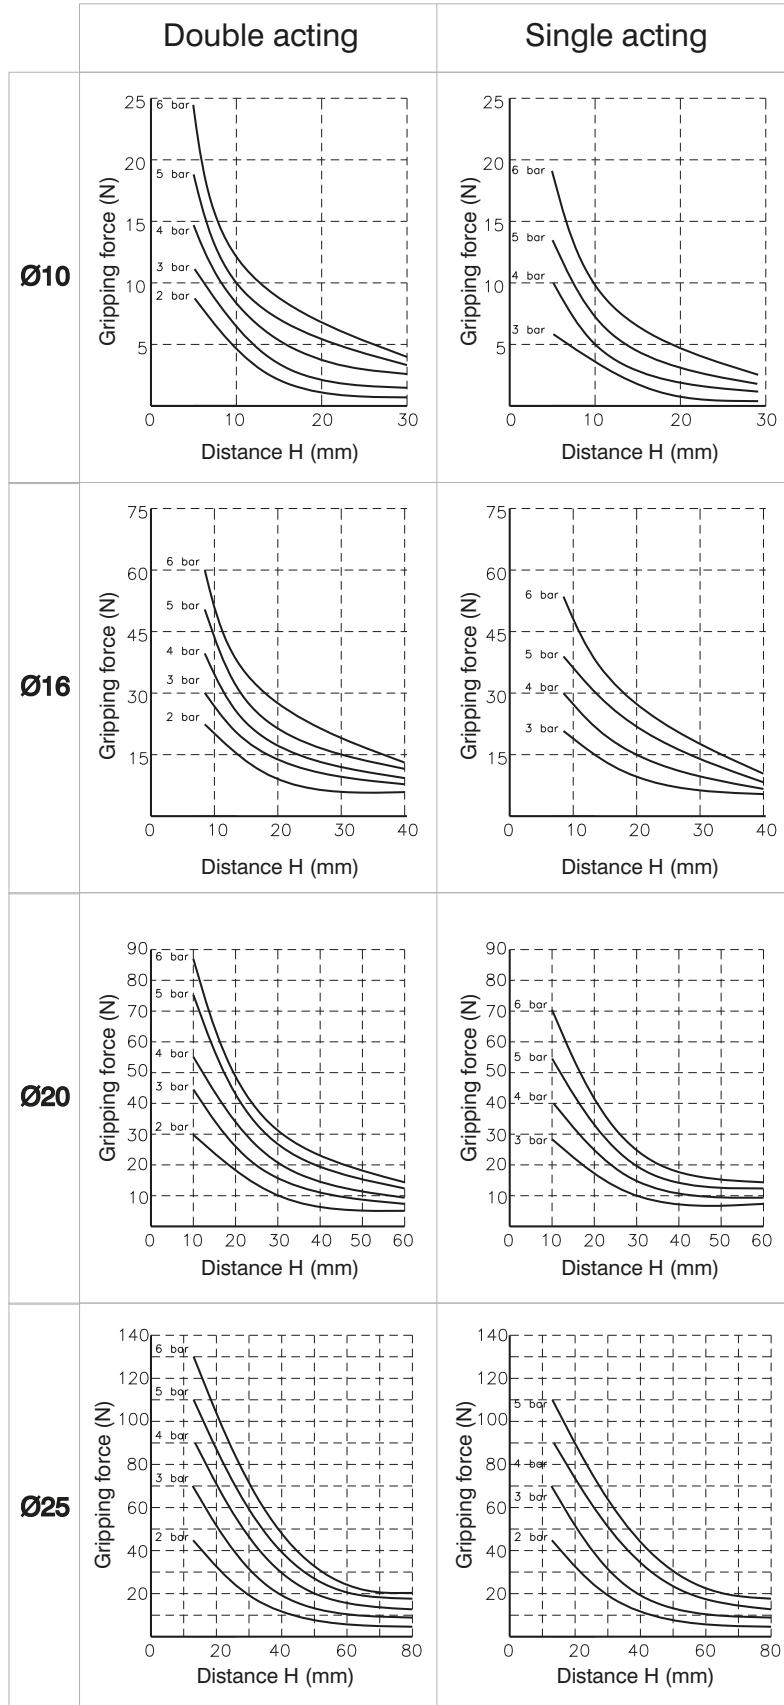 Double acting
Single acting
Ø10
Gripping force (N)
25
20
15
10
5
6 bar
5 bar
4 bar
3 bar
2 bar
0 10 20 30
Distance H (mm)
Gripping force (N)
25
20
15
10
5
6 bar
5 bar
4 bar
3 bar
0 10 20 30
Distance H (mm)
Ø16
Gripping force (N)
75
60
45
30
15
6 bar
5 bar
4 bar
3 bar
2 bar
0 10 20 30 40
Distance H (mm)
Gripping force (N)
75
60
45
30
15
6 bar
5 bar
4 bar
3 bar
0 10 20 30 40
Distance H (mm)
Ø20
Gripping force (N)
90
80
70
60
50
40
30
20
10
6 bar
5 bar
4 bar
3 bar
2 bar
0 10 20 30 40 50 60
Distance H (mm)
Gripping force (N)
90
80
70
60
50
40
30
20
10
6 bar
5 bar
4 bar
3 bar
0 10 20 30 40 50 60
Distance H (mm)
Ø25
Gripping force (N)
140
120
100
80
60
40
20
6 bar
5 bar
4 bar
3 bar
2 bar
0 20 40 60 80
Distance H (mm)
Gripping force (N)
140
120
100
80
60
40
20
5 bar
4 bar
3 bar
2 bar
0 20 40 60 80
Distance H (mm)